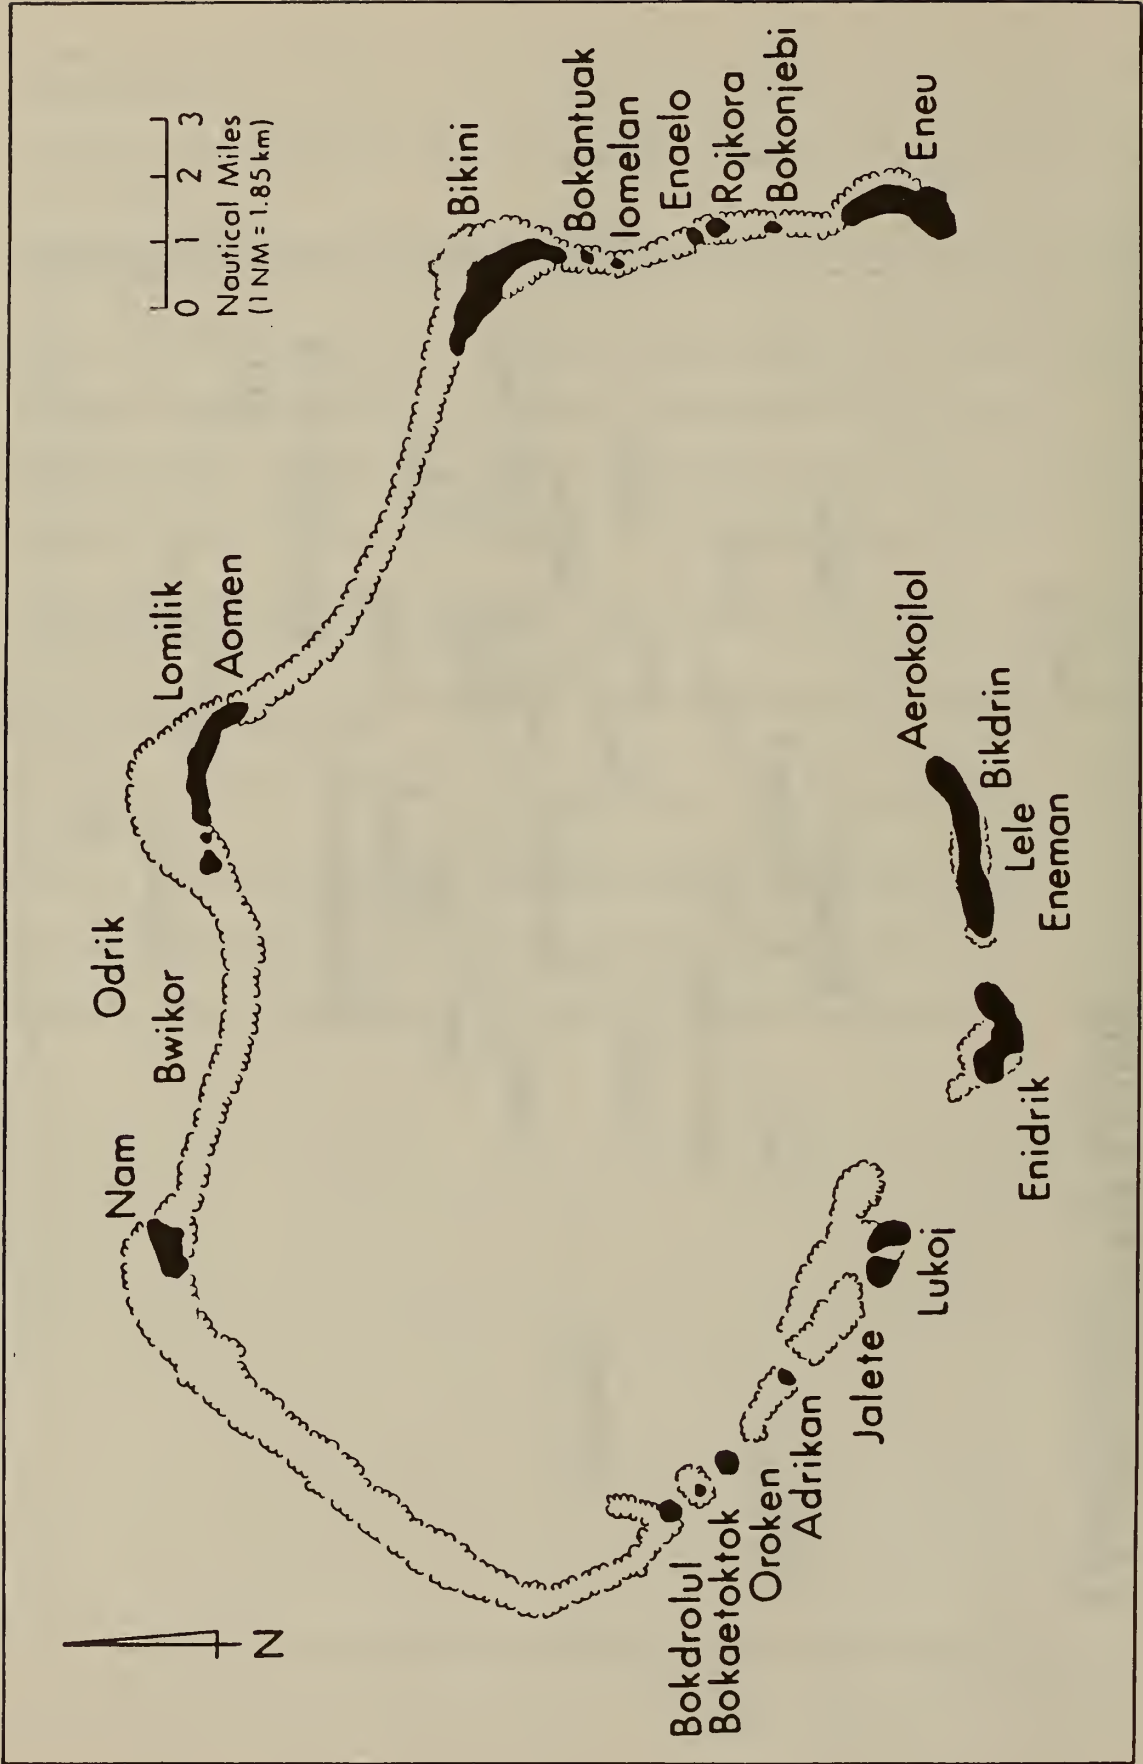 Nam
Odrik
Bwikor
Lomilik
Aomen
0 1 2 3
Nautical Miles
(1 NM = 1.85 km)
N
Bikini
Bokantuak
Iomelan
Enaelo
Rojkora
Bokonjebi
Eneu
Bokdrolul
Bokaetoktok
Oroken
Adrikan
Jalete
Lukoj
Enidrik
Aerokojlol
Bikdrin
Lele
Eneman